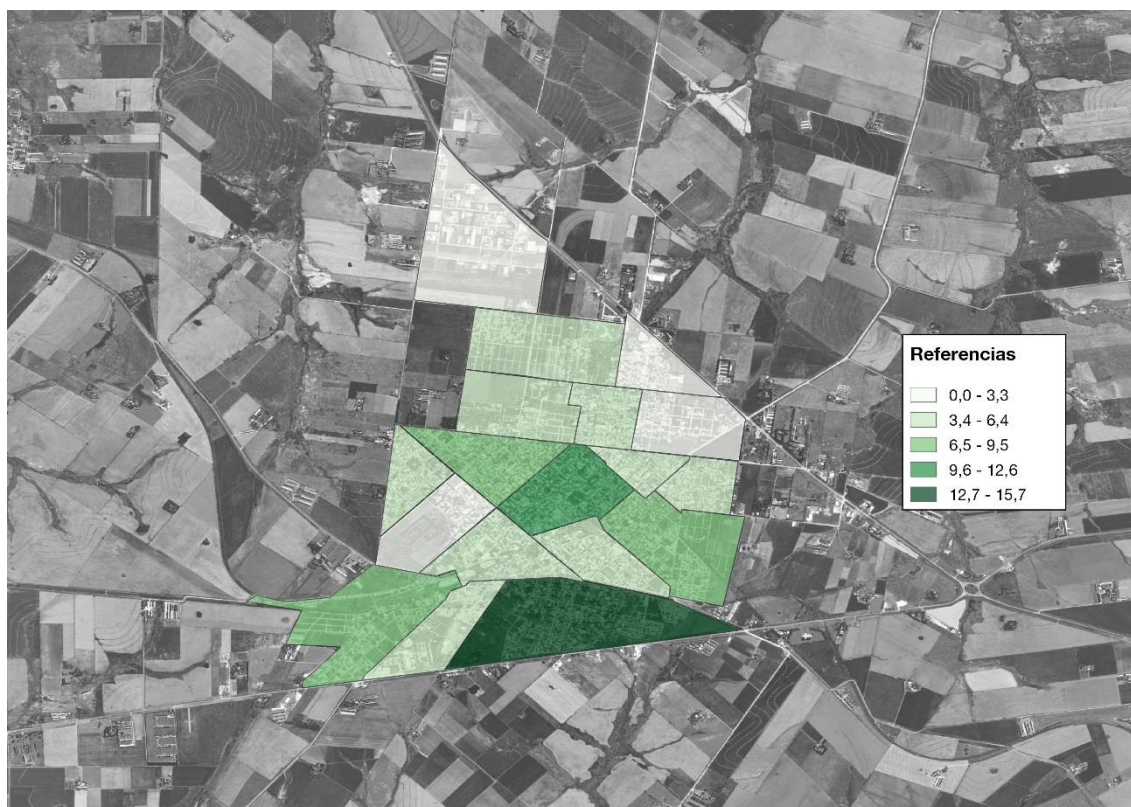 Referencias
0,0 - 3,3
3,4 - 6,4
6,5 - 9,5
9,6 - 12,6
12,7 - 15,7